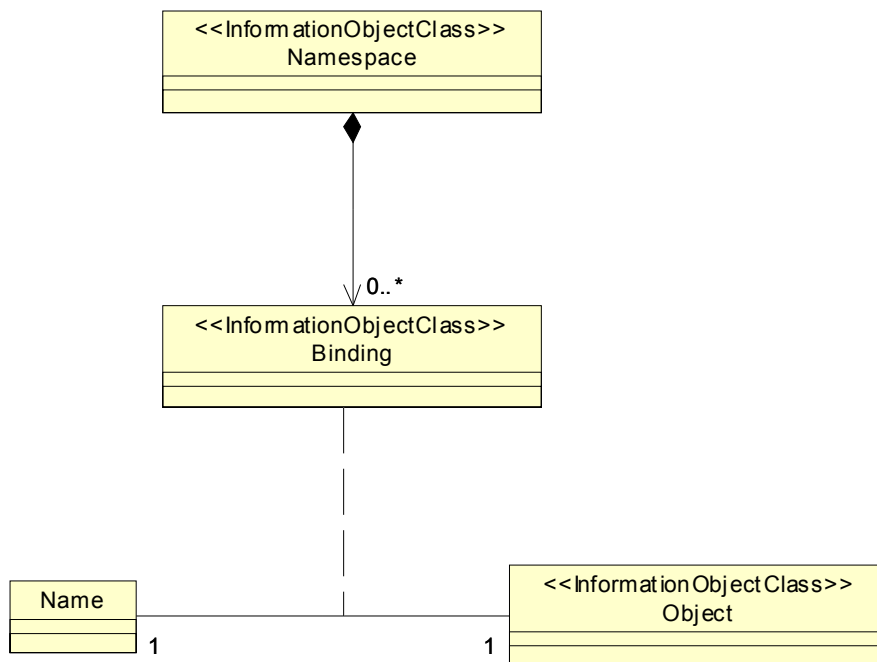 <<InformationObjectClass>>
Namespace
0..*
<<InformationObjectClass>>
Binding
Name
<<InformationObjectClass>>
Object
1
1